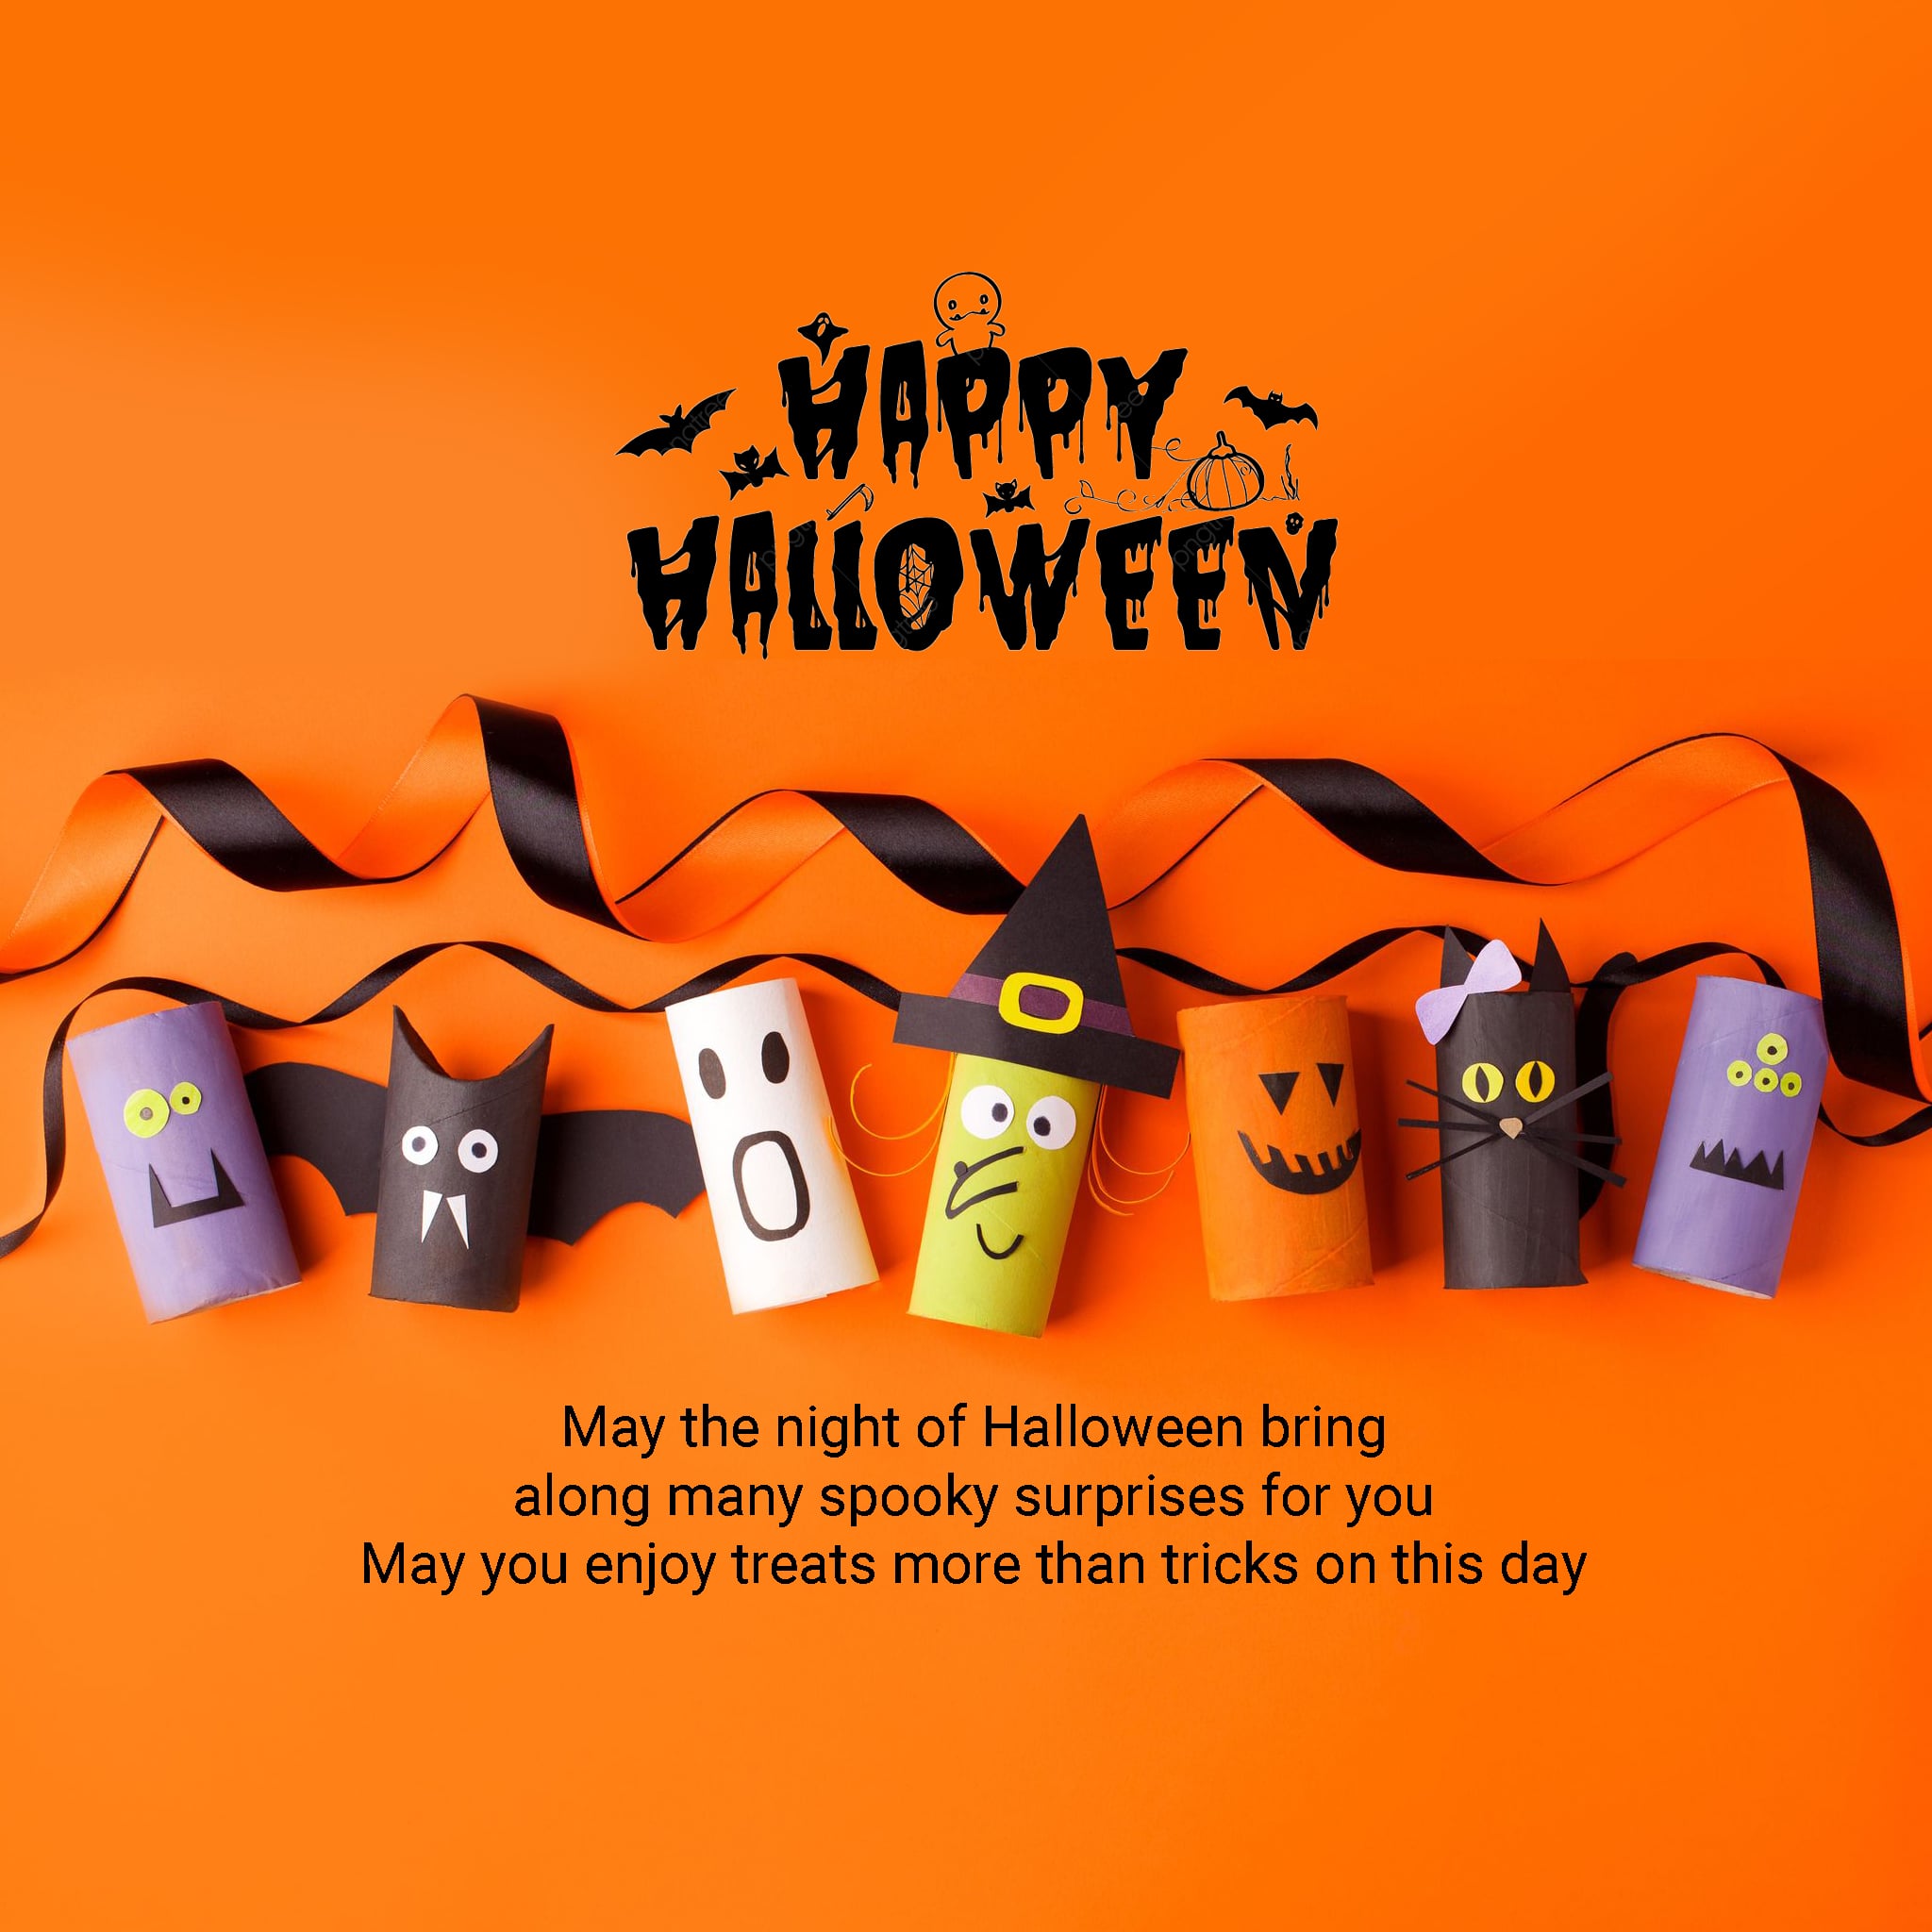 HAPPY
HALLOWEEN
May the night of Halloween bring
along many spooky surprises for you
May you enjoy treats more than tricks on this day